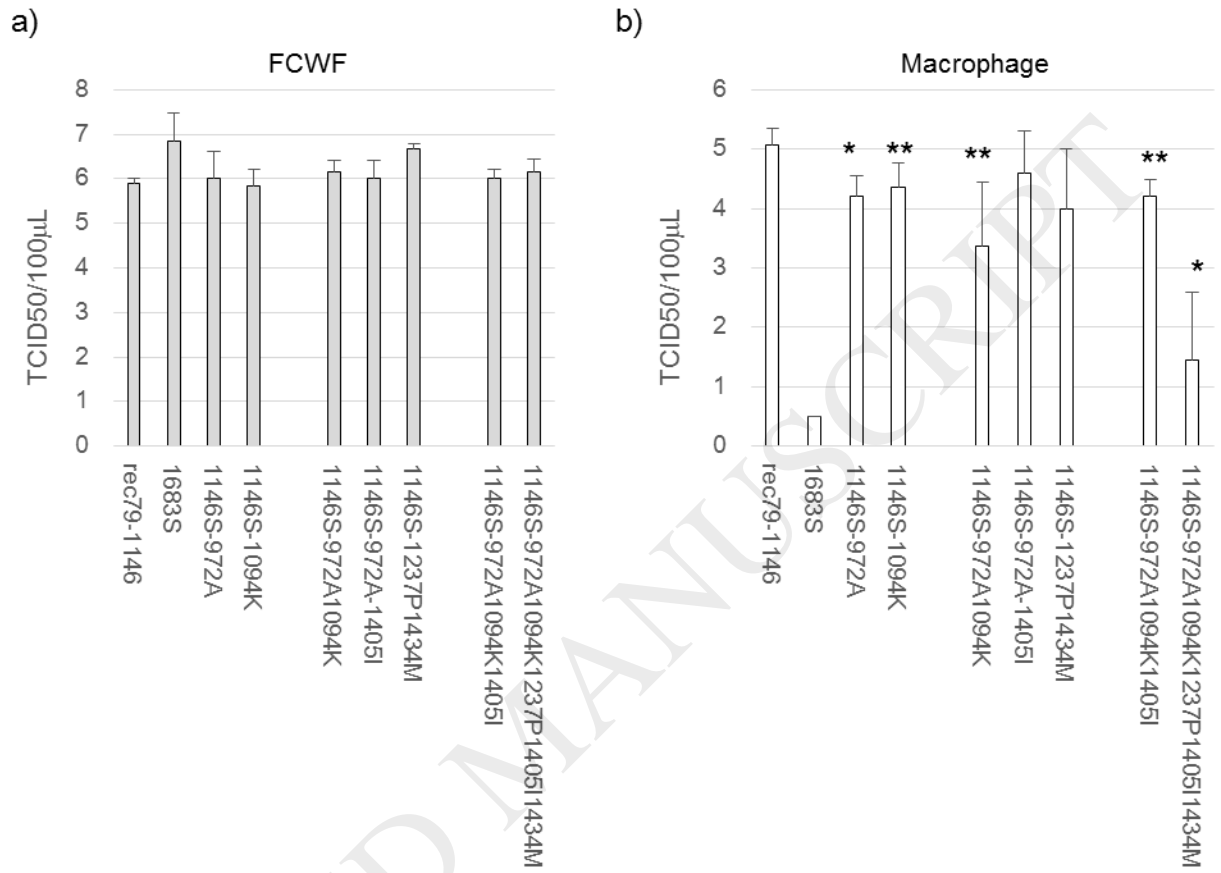 a)
FCWF
8
7
6
5
4
3
2
1
0
TCID50/100μL
rec79-1146
1683S
1146S-972A
1146S-1094K
1146S-972A1094K
1146S-972A-1405I
1146S-1237P1434M
1146S-972A1094K1405I
1146S-972A1094K1237P1405I1434M
b)
Macrophage
6
5
4
3
2
1
0
TCID50/100μL
*
**
**
**
*
rec79-1146
1683S
1146S-972A
1146S-1094K
1146S-972A1094K
1146S-972A-1405I
1146S-1237P1434M
1146S-972A1094K1405I
1146S-972A1094K1237P1405I1434M
D MANUSCRIPT